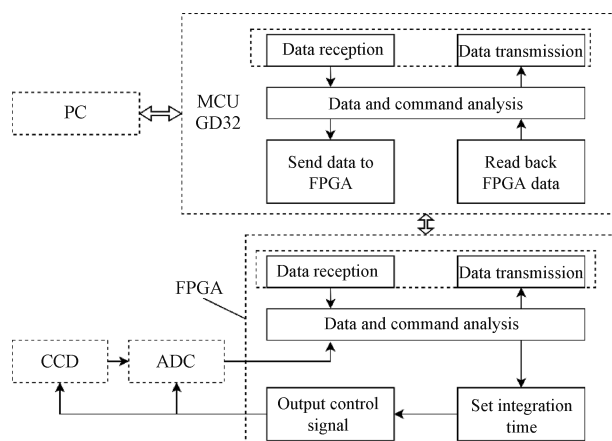 Data reception
Data transmission
MCU
GD32
PC
Data and command analysis
Send data to
FPGA
Read back
FPGA data
FPGA
Data reception
Data transmission
Data and command analysis
CCD
ADC
Output control
signal
Set integration
time